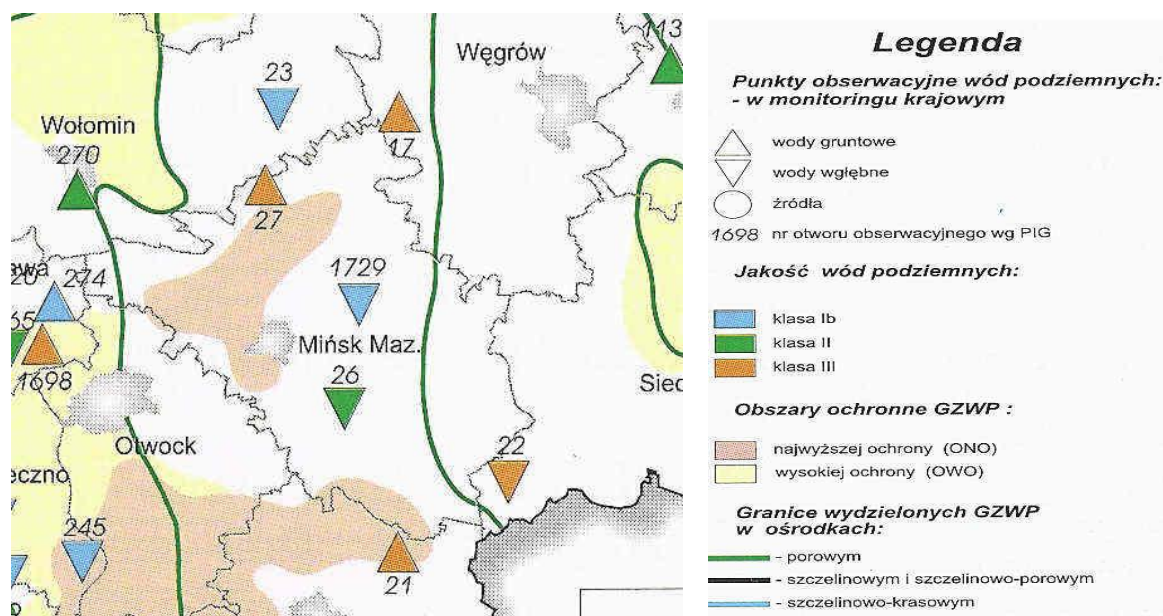 23
Węgrów
113
Wołomin
270
17
27
1729
274
65
Mińsk Maz.
1698
26
Siec
Otwock
22
eczno
245
21
Legenda
Punkty obserwacyjne wód podziemnych:
- w monitoringu krajowym
wody gruntowe
wody wgłębne
źródła
1698 nr otworu obserwacyjnego wg PIG
Jakość wód podziemnych:
klasa Ib
klasa II
klasa III
Obszary ochronne GZWP :
najwyższej ochrony (ONO)
wysokiej ochrony (OWO)
Granice wydzielonych GZWP
w ośrodkach:
- porowym
- szczelinowym i szczelinowo-porowym
- szczelinowo-krasowym